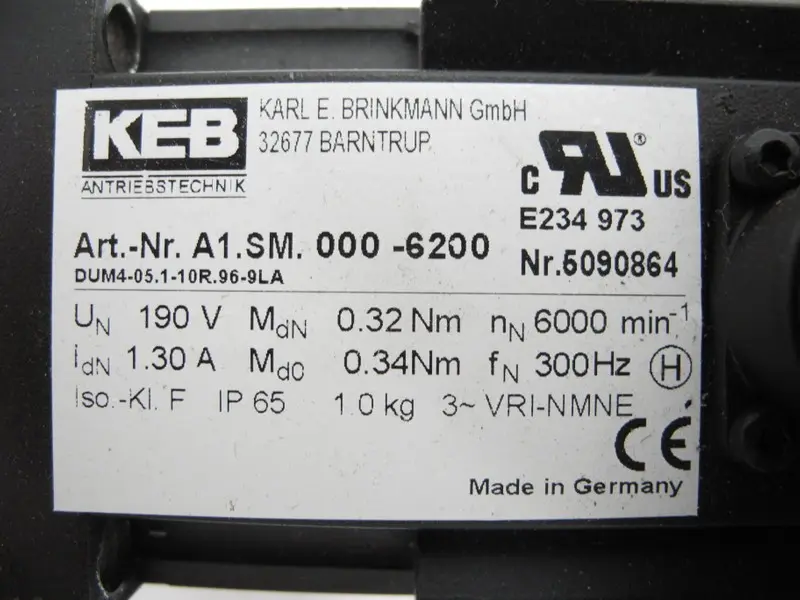 KEB
ANTRIEBSTECHNIK
KARL E. BRINKMANN GmbH
32677 BARNTRUP
C RU ® US
E234 973
Art.-Nr. A1.SM. 000 -6200
Nr.5090864
DUM4-05.1-10R.96-9LA
UN 190 V MdN 0.32 Nm nN 6000 min-1
IdN 1.30 A Md0 0.34Nm fN 300Hz H
Iso.-Kl. F IP 65 1.0 kg 3~ VRI-NMNE
CE
Made in Germany